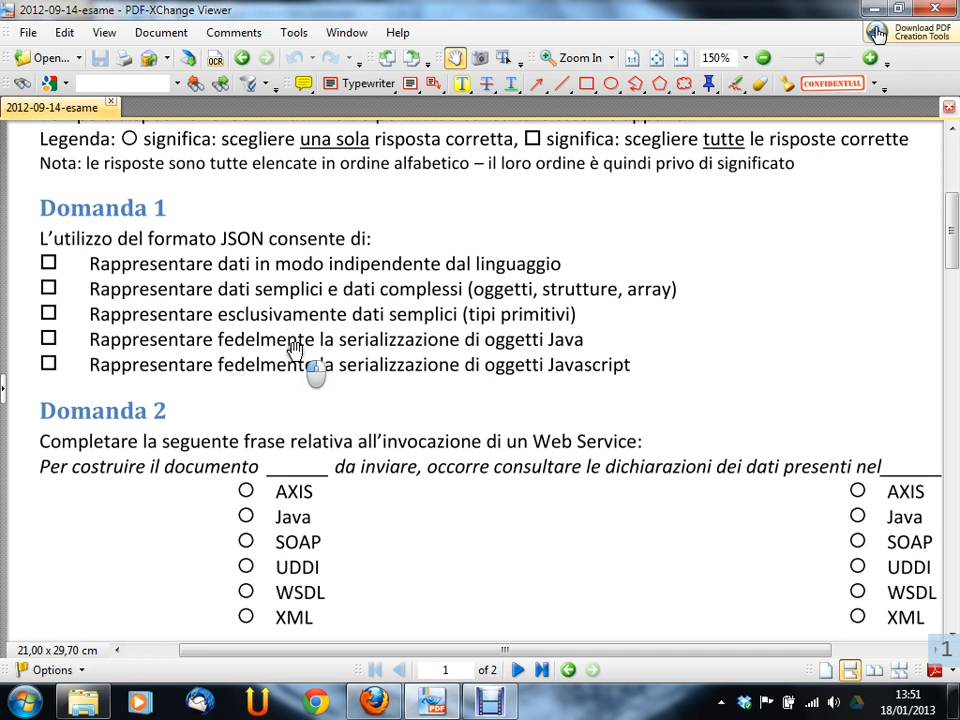 2012-09-14-esame - PDF-XChange Viewer
File Edit View Document Comments Tools Window Help
Download PDF Creation Tools
Open... OCR Zoom In 150%
Typewriter CONFIDENTIAL
2012-09-14-esame
Legenda: O significa: scegliere una sola risposta corretta, □ significa: scegliere tutte le risposte corrette
Nota: le risposte sono tutte elencate in ordine alfabetico – il loro ordine è quindi privo di significato
Domanda 1
L’utilizzo del formato JSON consente di:
Rappresentare dati in modo indipendente dal linguaggio
Rappresentare dati semplici e dati complessi (oggetti, strutture, array)
Rappresentare esclusivamente dati semplici (tipi primitivi)
Rappresentare fedelmente la serializzazione di oggetti Java
Rappresentare fedelmente la serializzazione di oggetti Javascript
Domanda 2
Completare la seguente frase relativa all’invocazione di un Web Service:
Per costruire il documento ______ da inviare, occorre consultare le dichiarazioni dei dati presenti nel______
AXIS AXIS
Java Java
SOAP SOAP
UDDI UDDI
WSDL WSDL
XML XML
21,00 x 29,70 cm
1
Options 1 of 2
13:51
18/01/2013